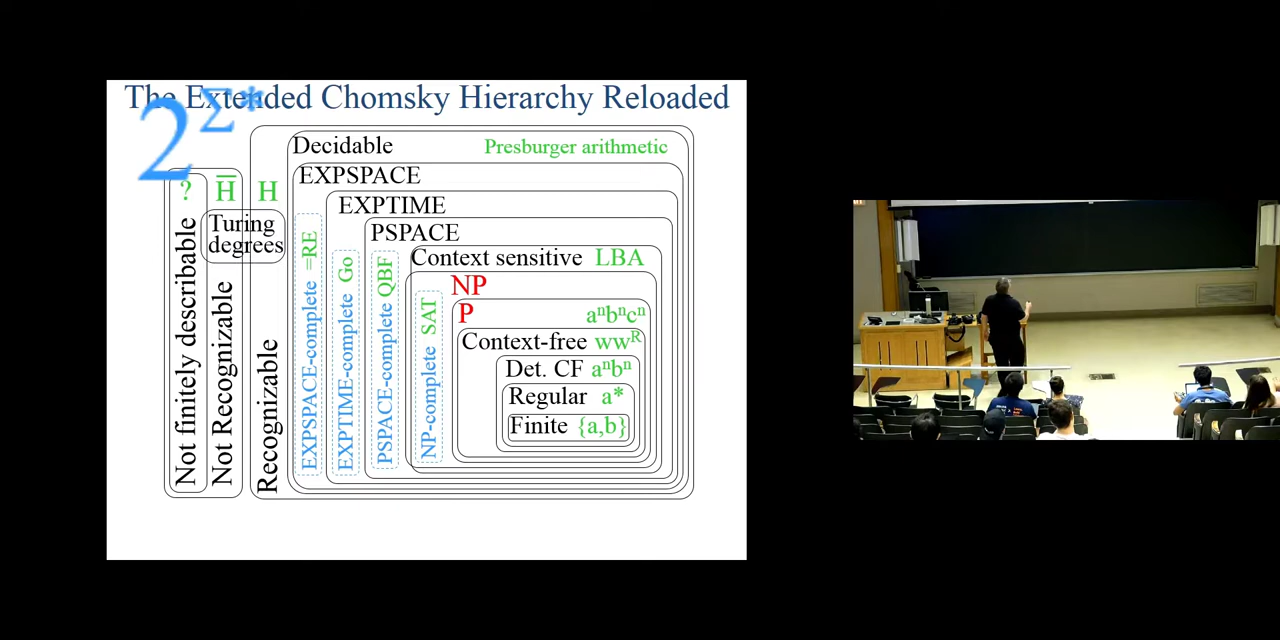 The Extended Chomsky Hierarchy Reloaded
2^Σ*
Decidable Presburger arithmetic
EXPSPACE
? H̅ H
EXPTIME
Turing
degrees
PSPACE
Context sensitive LBA
NP
P aⁿbⁿcⁿ
Context-free wwᴿ
Det. CF aⁿbⁿ
Regular a*
Finite {a,b}
Not finitely describable
Not Recognizable
Recognizable
EXPSPACE-complete =RE
EXPTIME-complete Go
PSPACE-complete QBF
NP-complete SAT